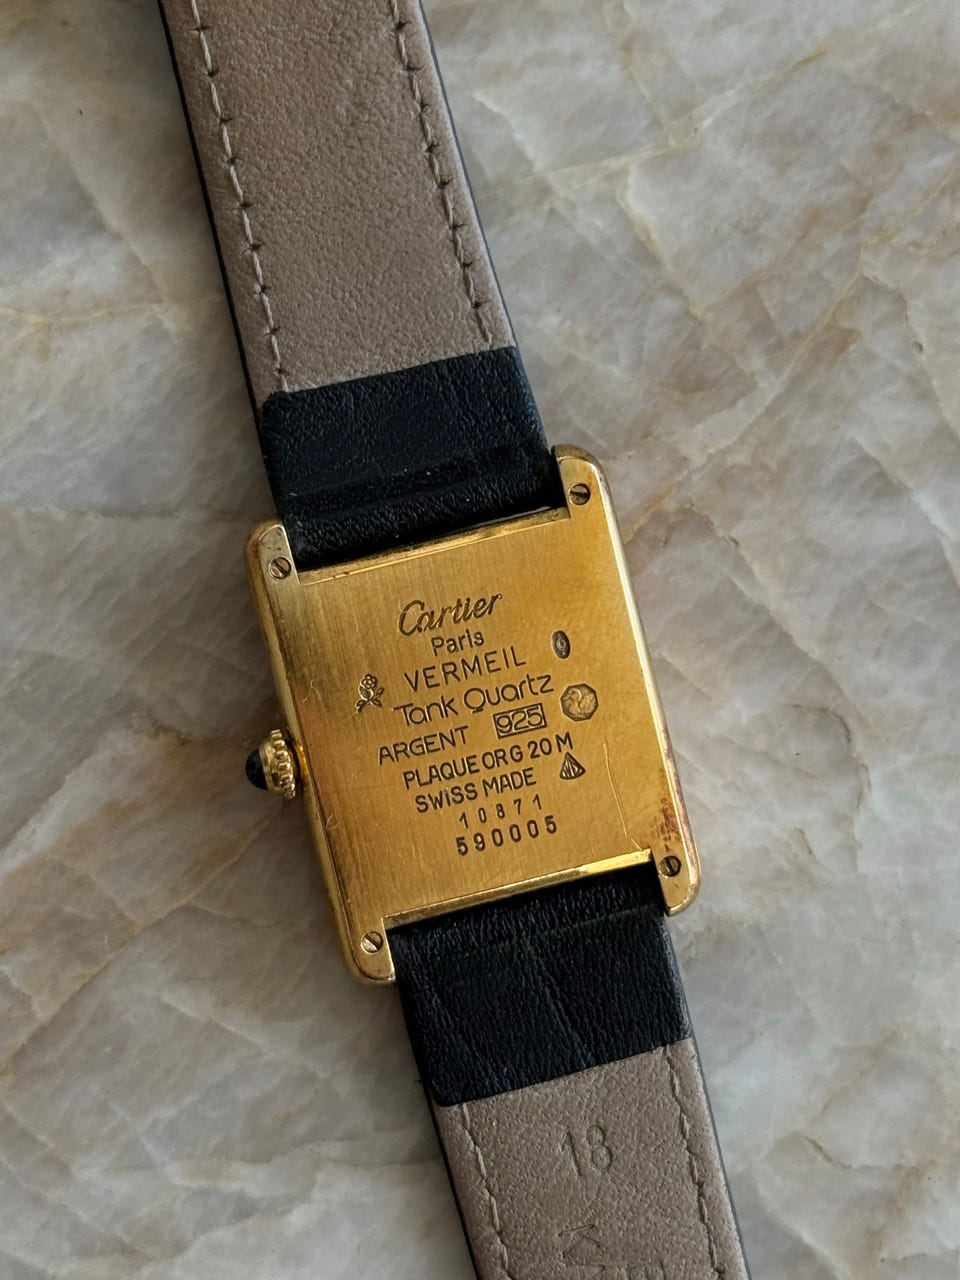 Cartier
Paris
VERMEIL
Tank Quartz
ARGENT 925
PLAQUE OR G 20 M
SWISS MADE
10871
590005
18